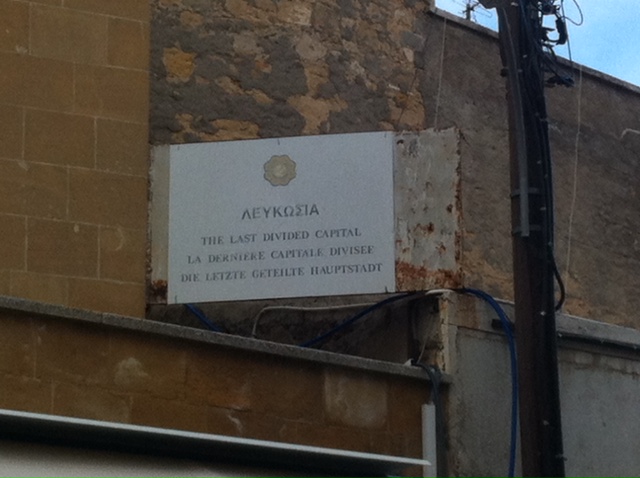 ΛΕΥΚΩΣΙΑ
THE LAST DIVIDED CAPITAL
LA DERNIERE CAPITALE DIVISEE
DIE LETZTE GETEILTE HAUPTSTADT